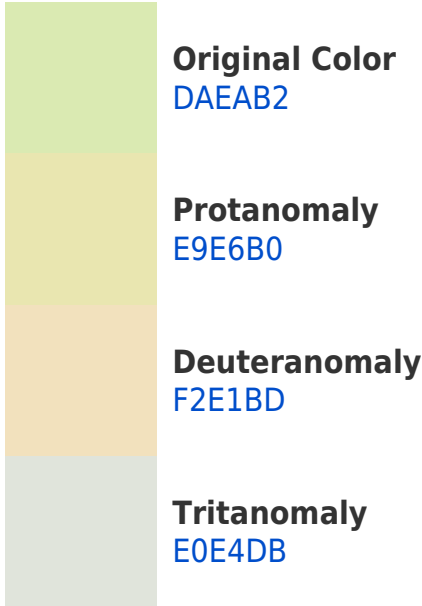 Original Color
DAEAB2
Protanomaly
E9E6B0
Deuteranomaly
F2E1BD
Tritanomaly
E0E4DB